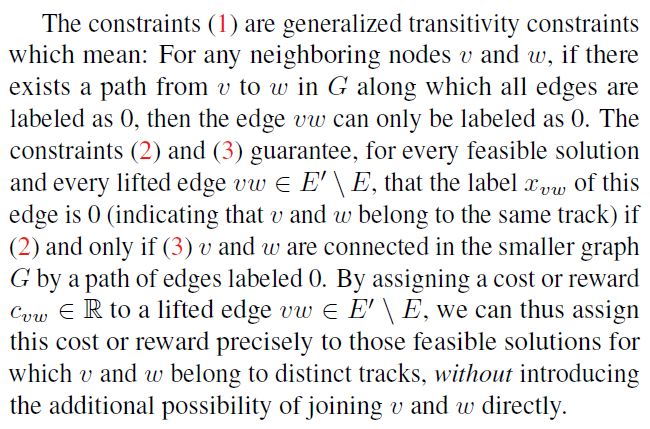 The constraints (1) are generalized transitivity constraints
which mean: For any neighboring nodes v and w, if there
exists a path from v to w in G along which all edges are
labeled as 0, then the edge vw can only be labeled as 0. The
constraints (2) and (3) guarantee, for every feasible solution
and every lifted edge vw ∈ E′ \ E, that the label x_{vw} of this
edge is 0 (indicating that v and w belong to the same track) if
(2) and only if (3) v and w are connected in the smaller graph
G by a path of edges labeled 0. By assigning a cost or reward
c_{vw} ∈ ℝ to a lifted edge vw ∈ E′ \ E, we can thus assign
this cost or reward precisely to those feasible solutions for
which v and w belong to distinct tracks, without introducing
the additional possibility of joining v and w directly.